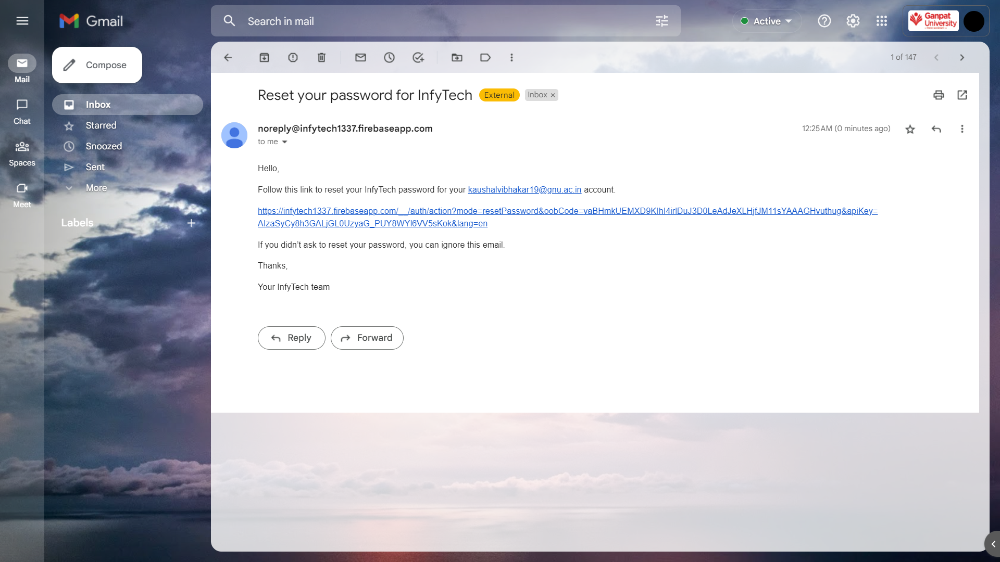 Gmail
Search in mail
Active
Ganpat
University
Compose
1 of 147
Mail
Inbox
Starred
Snoozed
Sent
More
Labels
Chat
Spaces
Meet
Reset your password for InfyTech
External
Inbox ×
noreply@infytech1337.firebaseapp.com
12:25 AM (0 minutes ago)
to me
Hello,
Follow this link to reset your InfyTech password for your kaushalvibhakar19@gnu.ac.in account.
https://infytech1337.firebaseapp.com/__/auth/action?mode=resetPassword&oobCode=vaBHmkUEMXD9KIhI4irlDuJ3D0LeAdJeXLHjfJM11sYAAAGHvuthug&apiKey=
AIzaSyCy8h3GALjGL0UzyaG_PUY8WYl6VV5sKok&lang=en
If you didn’t ask to reset your password, you can ignore this email.
Thanks,
Your InfyTech team
Reply
Forward